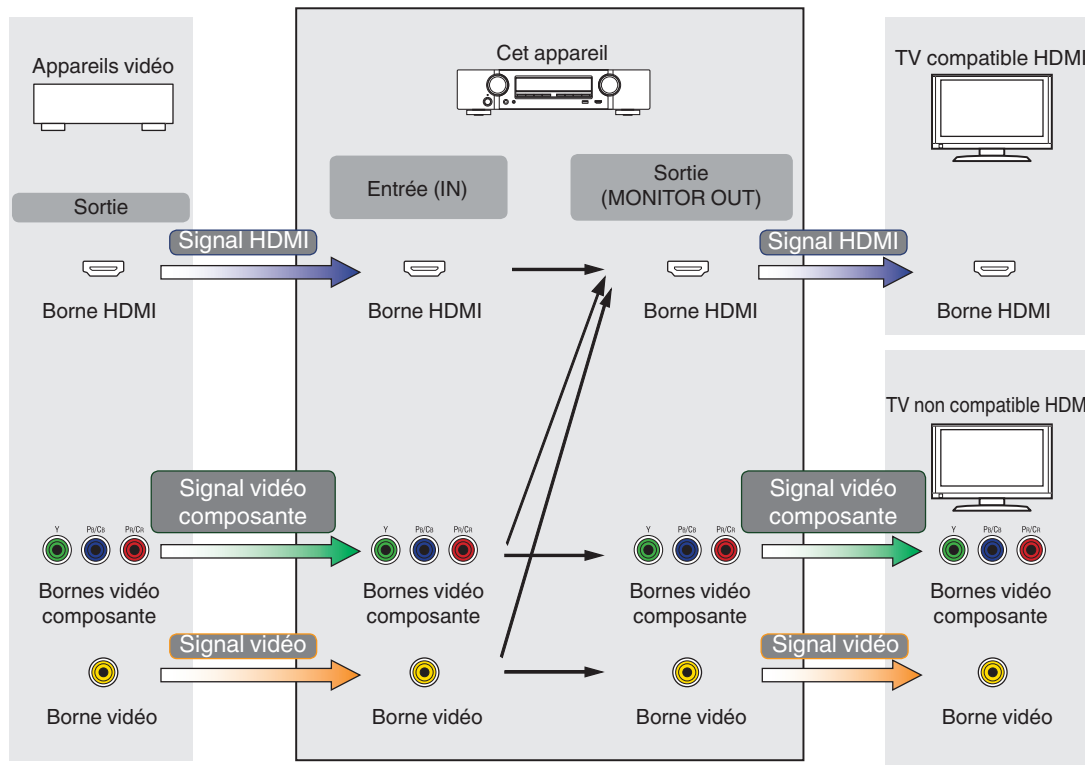 Appareils vidéo
Cet appareil
TV compatible HDMI
Sortie
Entrée (IN)
Sortie
(MONITOR OUT)
Signal HDMI
Signal HDMI
Borne HDMI
Borne HDMI
Borne HDMI
Borne HDMI
TV non compatible HDM
Signal vidéo
composante
Signal vidéo
composante
Y PB/CB PR/CR
Y PB/CB PR/CR
Y PB/CB PR/CR
Y PB/CB PR/CR
Bornes vidéo
composante
Bornes vidéo
composante
Bornes vidéo
composante
Bornes vidéo
composante
Signal vidéo
Signal vidéo
Borne vidéo
Borne vidéo
Borne vidéo
Borne vidéo